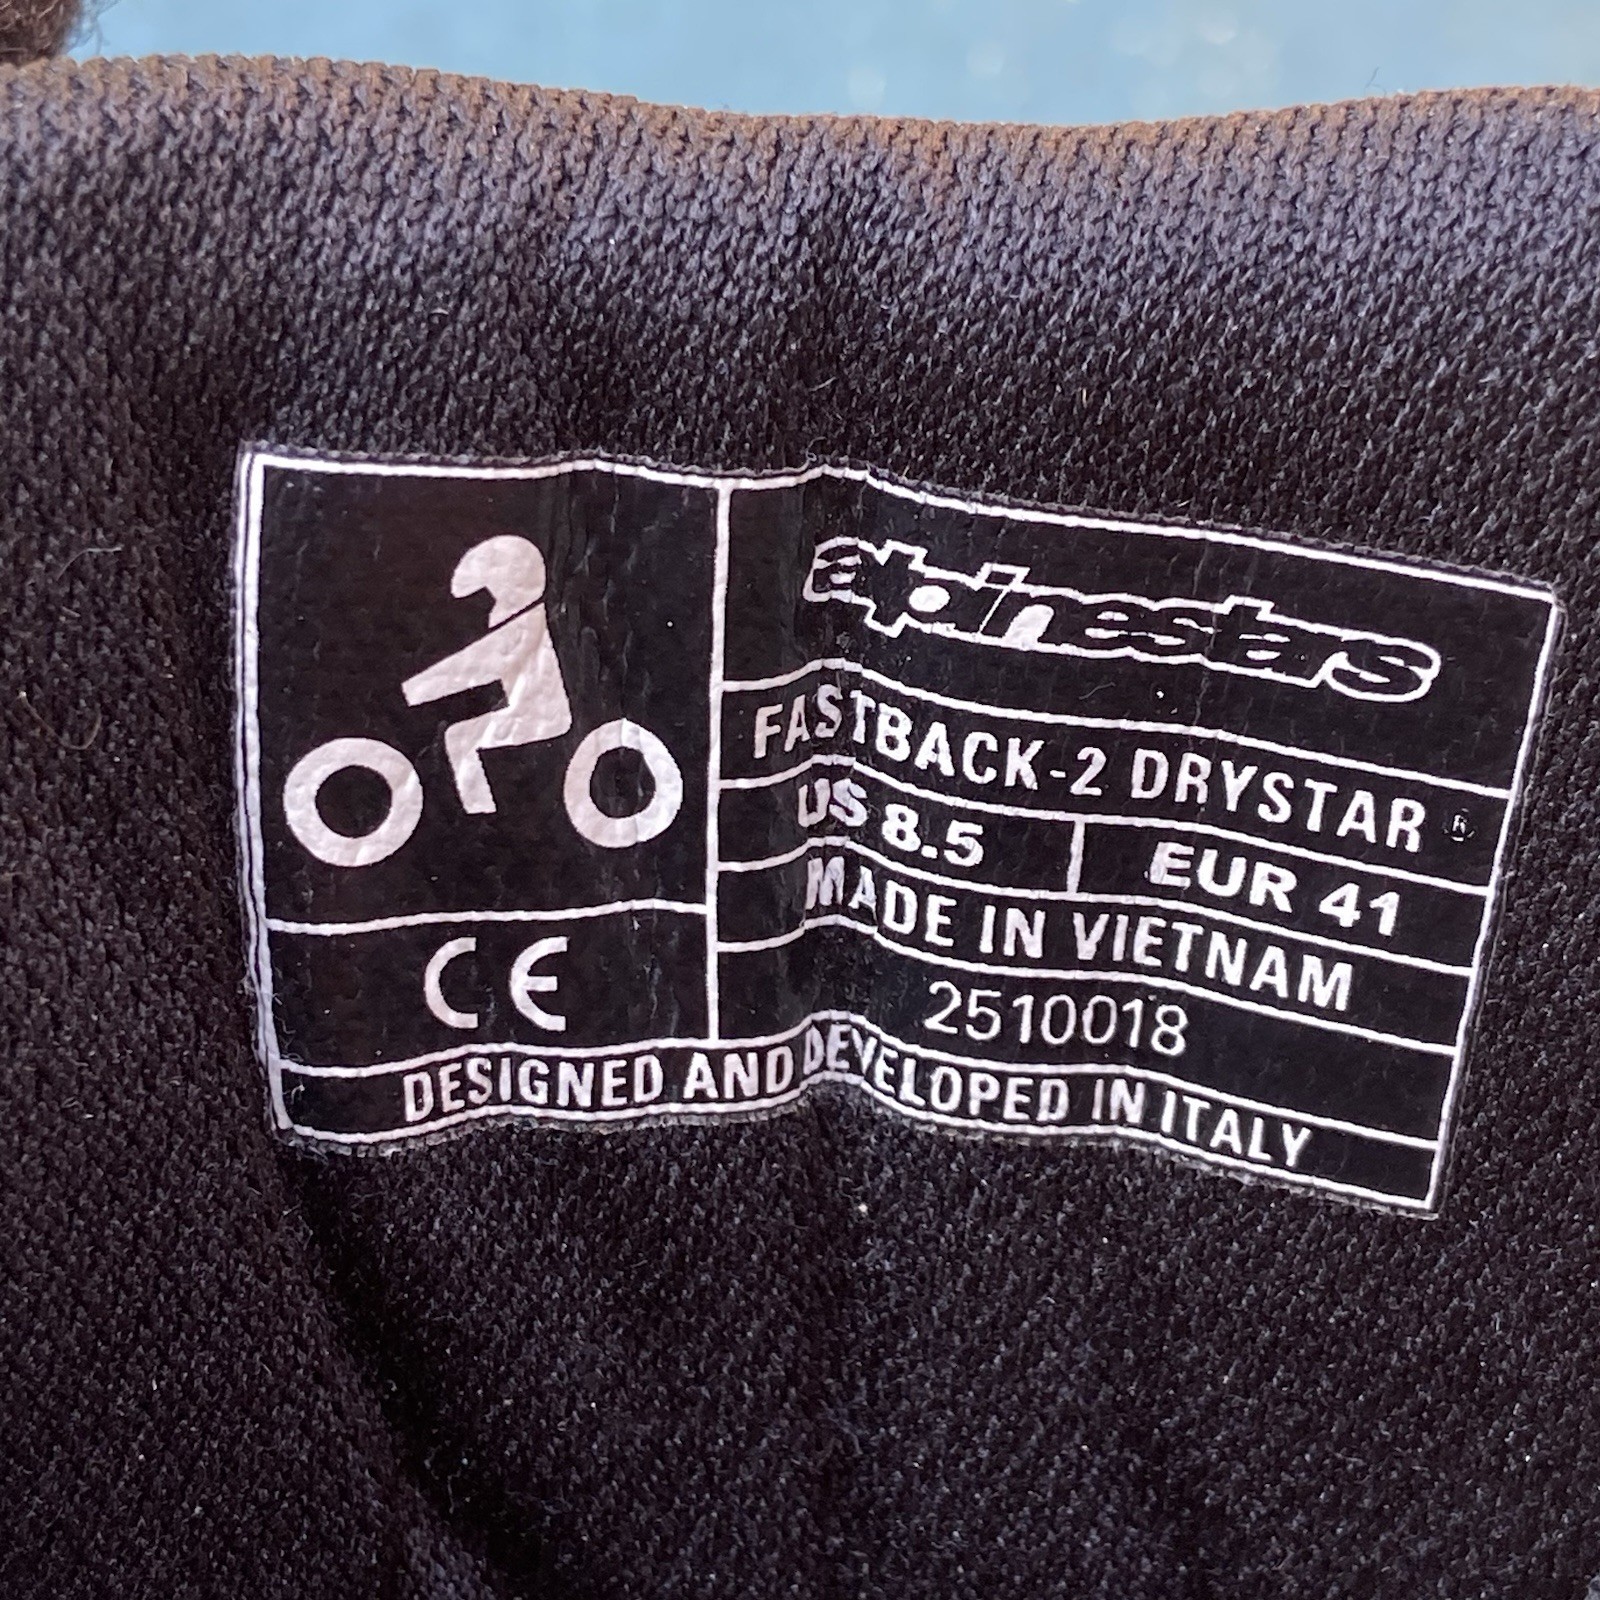 alpinestars
FASTBACK-2 DRYSTAR ®
US 8.5 EUR 41
MADE IN VIETNAM
2510018
CE
DESIGNED AND DEVELOPED IN ITALY